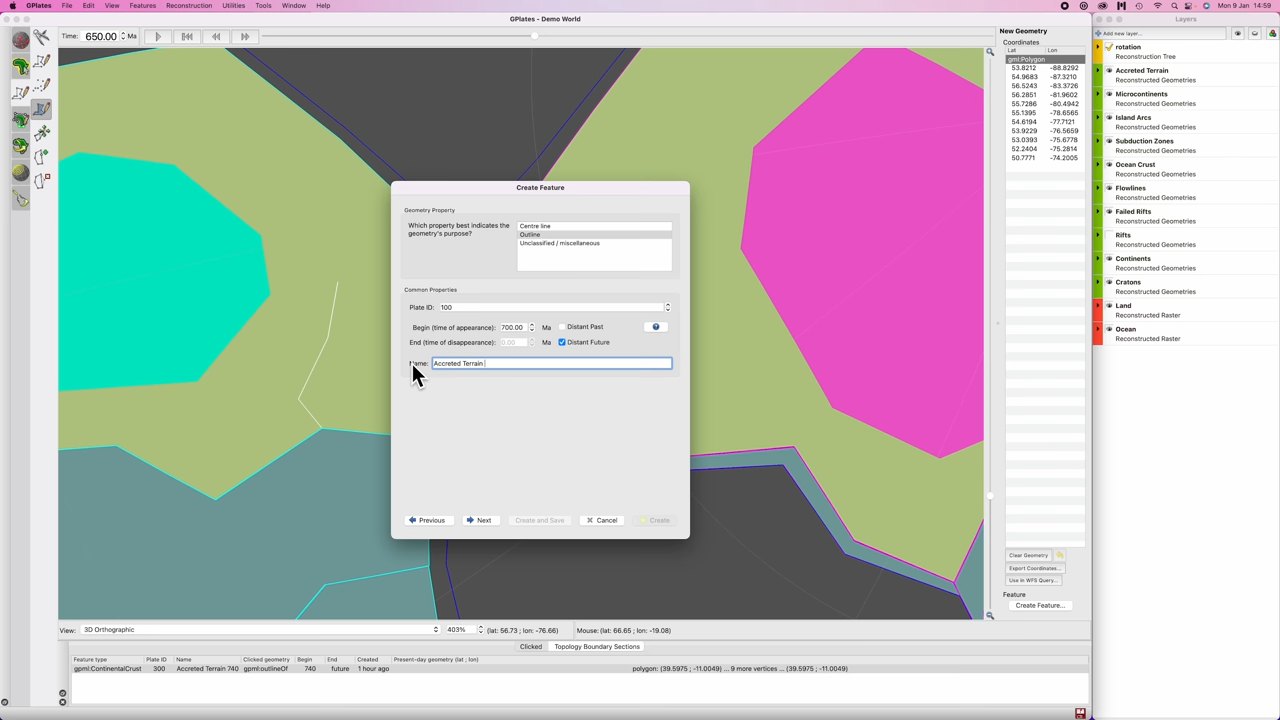 GPlates File Edit View Features Reconstruction Utilities Tools Window Help Mon 9 Jan 14:59
GPlates - Demo World
Layers
Time: 650.00 Ma
New Geometry
Coordinates
Lat Lon
gml:Polygon
53.8212 -88.8292
54.9683 -87.3210
56.5243 -83.3726
56.2851 -81.9602
55.7286 -80.4942
55.1395 -78.6565
54.6194 -77.7121
53.9229 -76.5659
53.0393 -75.6778
52.2404 -75.2814
50.7771 -74.2005
Add new layer...
rotation
Reconstruction Tree
Accreted Terrain
Reconstructed Geometries
Microcontinents
Reconstructed Geometries
Island Arcs
Reconstructed Geometries
Subduction Zones
Reconstructed Geometries
Ocean Crust
Reconstructed Geometries
Flowlines
Reconstructed Geometries
Failed Rifts
Reconstructed Geometries
Rifts
Reconstructed Geometries
Continents
Reconstructed Geometries
Cratons
Reconstructed Geometries
Land
Reconstructed Raster
Ocean
Reconstructed Raster
Create Feature
Geometry Property
Which property best indicates the
geometry's purpose?
Centre line
Outline
Unclassified / miscellaneous
Common Properties
Plate ID: 100
Begin (time of appearance): 700.00 Ma Distant Past
End (time of disappearance): 0.00 Ma Distant Future
Name: Accreted Terrain
Previous Next Create and Save Cancel Create
Clear Geometry
Export Coordinates...
Use in WFS Query...
Feature
Create Feature...
View: 3D Orthographic 403% (lat: 56.73 ; lon: -76.66) Mouse: (lat: 66.65 ; lon: -19.08)
Clicked Topology Boundary Sections
Feature type Plate ID Name Clicked geometry Begin End Created Present-day geometry (lat ; lon)
gpml:ContinentalCrust 300 Accreted Terrain 740 gpml:outlineOf 740 future 1 hour ago polygon: (39.5975 ; -11.0049) ... 9 more vertices ... (39.5975 ; -11.0049)